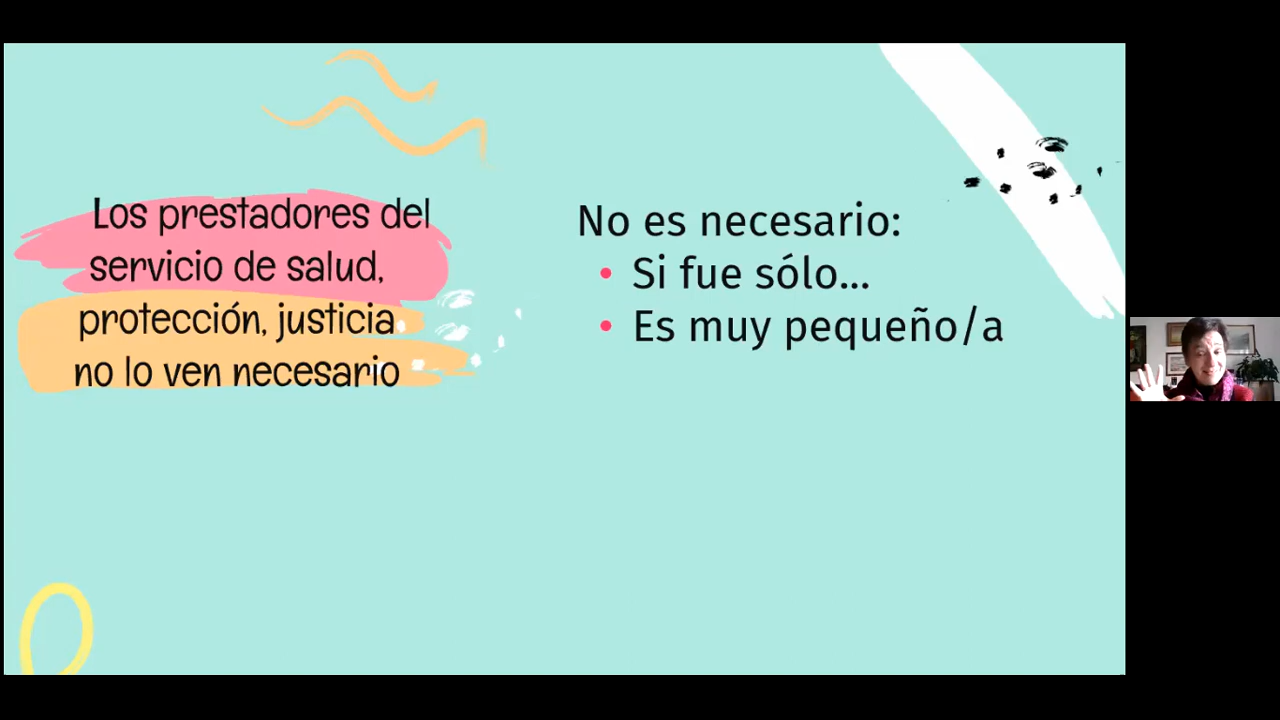 Los prestadores del
servicio de salud,
protección, justicia
no lo ven necesario
No es necesario:
• Si fue sólo...
• Es muy pequeño/a